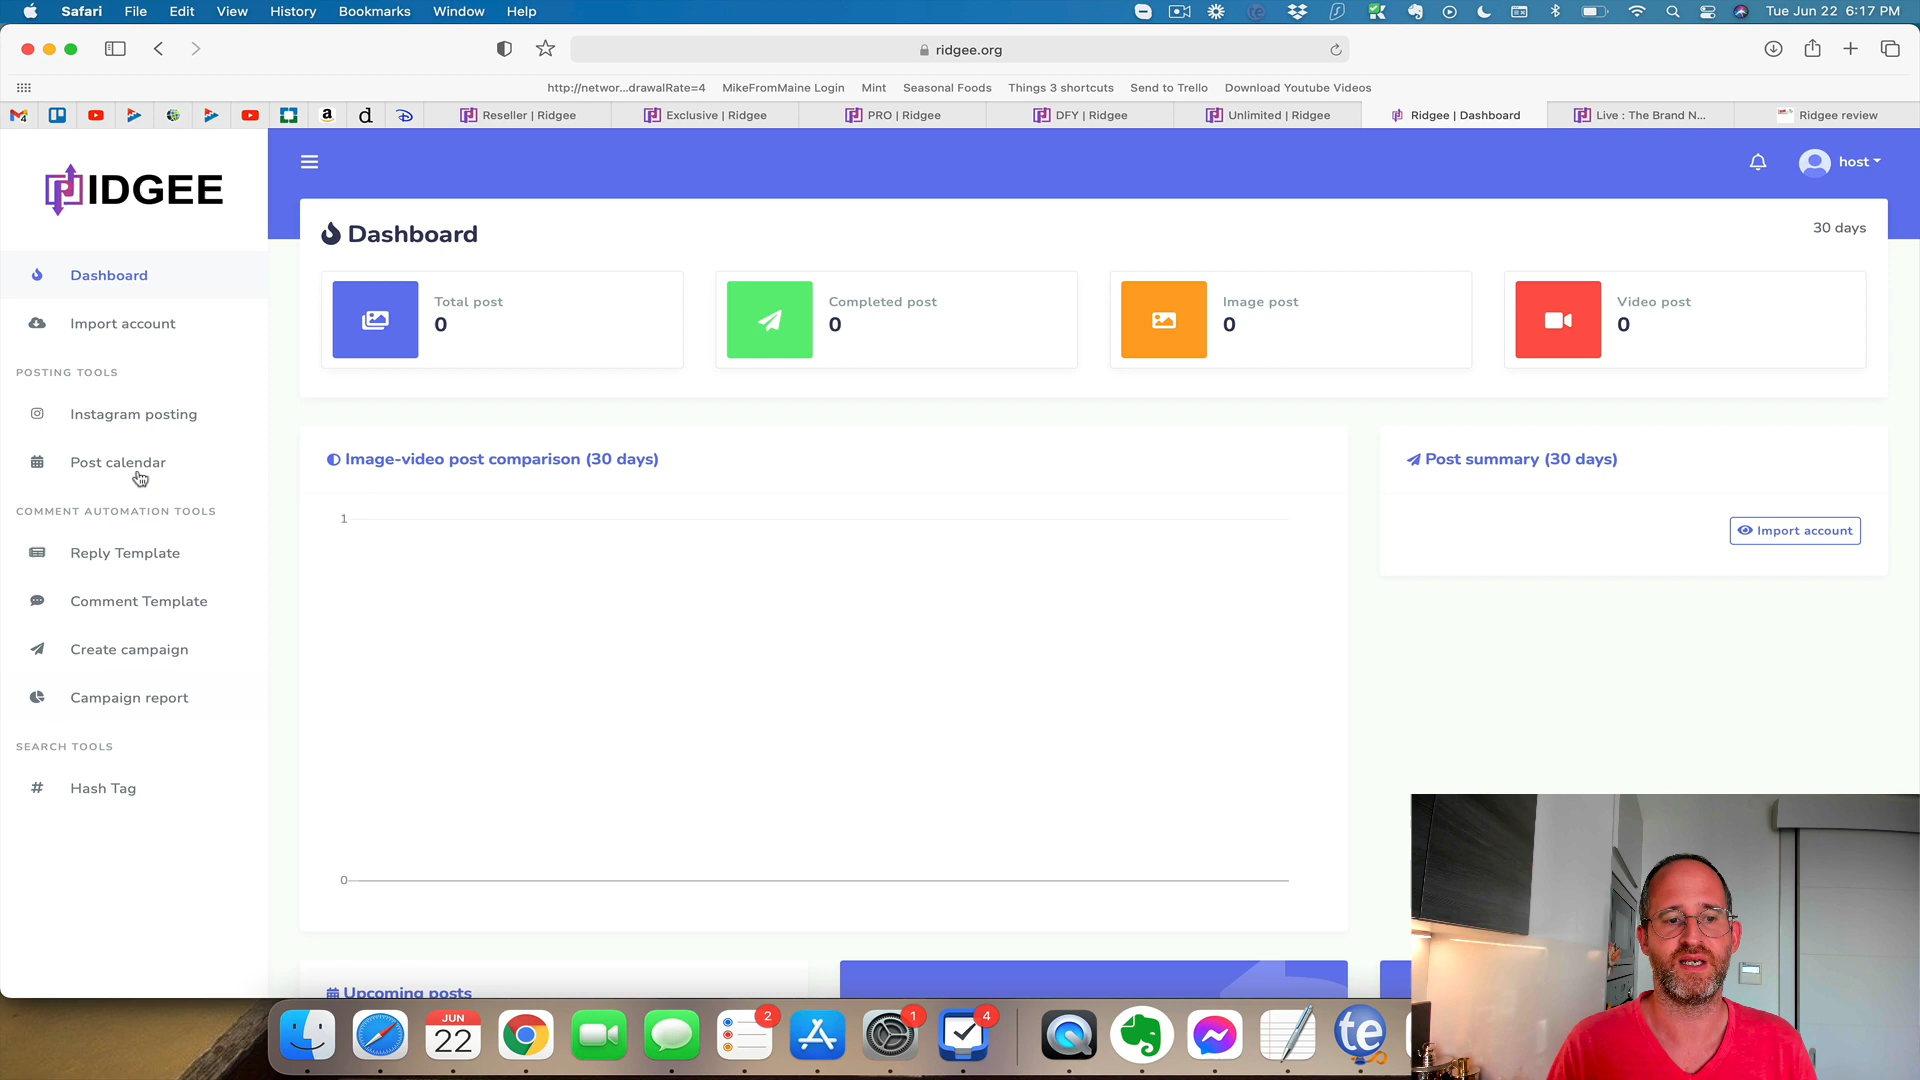 Safari File Edit View History Bookmarks Window Help
Tue Jun 22 6:17 PM
ridgee.org
http://networ...drawalRate=4 MikeFromMaine Login Mint Seasonal Foods Things 3 shortcuts Send to Trello Download Youtube Videos
Reseller | Ridgee Exclusive | Ridgee PRO | Ridgee DFY | Ridgee Unlimited | Ridgee Ridgee | Dashboard Live : The Brand N... Ridgee review
IDGEE
host
Dashboard
30 days
Total post
0
Completed post
0
Image post
0
Video post
0
Dashboard
Import account
POSTING TOOLS
Instagram posting
Post calendar
COMMENT AUTOMATION TOOLS
Reply Template
Comment Template
Create campaign
Campaign report
SEARCH TOOLS
# Hash Tag
Image-video post comparison (30 days)
1
0
Post summary (30 days)
Import account
Upcoming posts
JUN
22
2
1
4
te